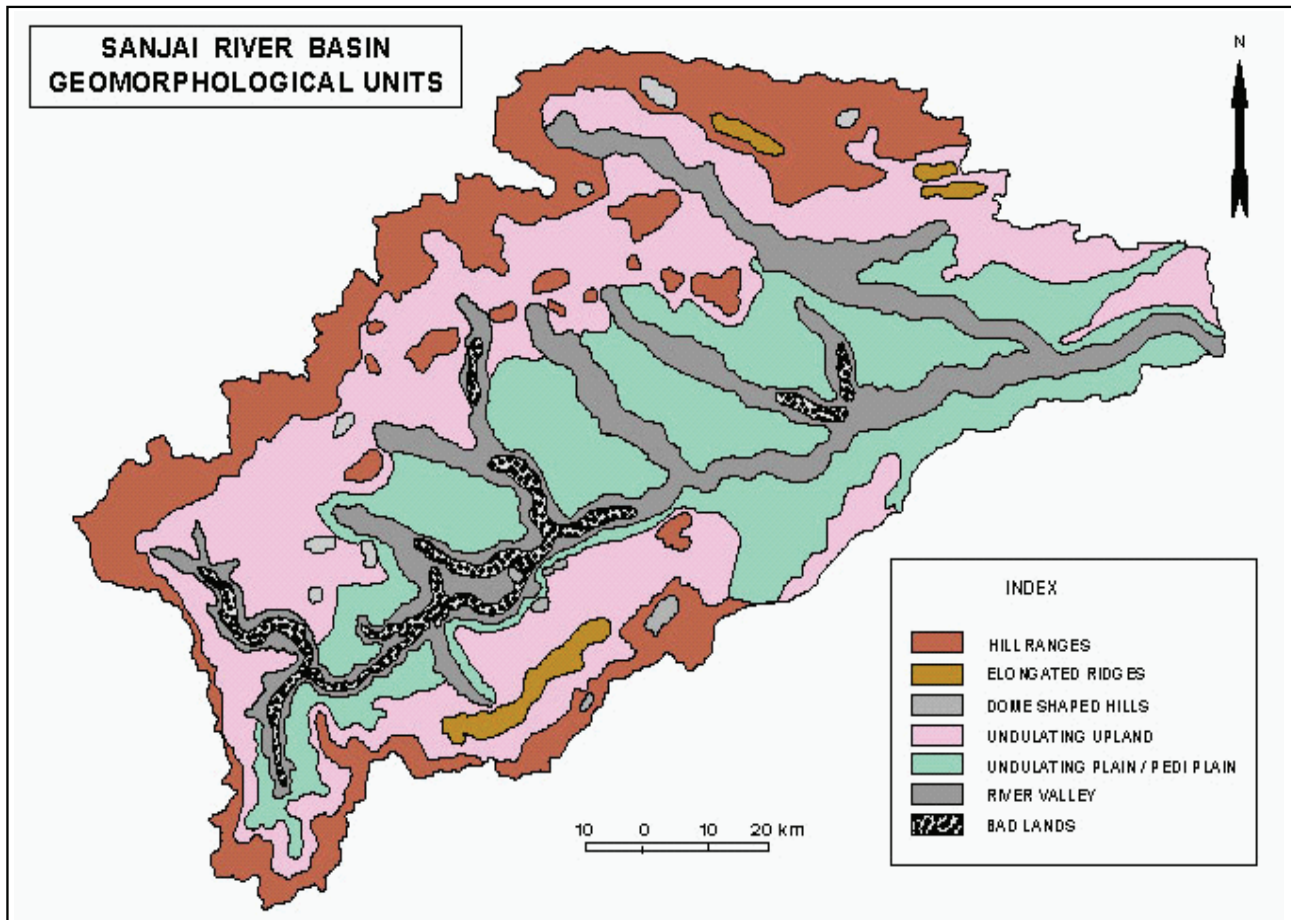 SANJAI RIVER BASIN
GEOMORPHOLOGICAL UNITS
N
INDEX
HILL RANGES
ELONGATED RIDGES
DOME SHAPED HILLS
UNDULATING UPLAND
UNDULATING PLAIN / PEDI PLAIN
RIVER VALLEY
BAD LANDS
10 0 10 20 km